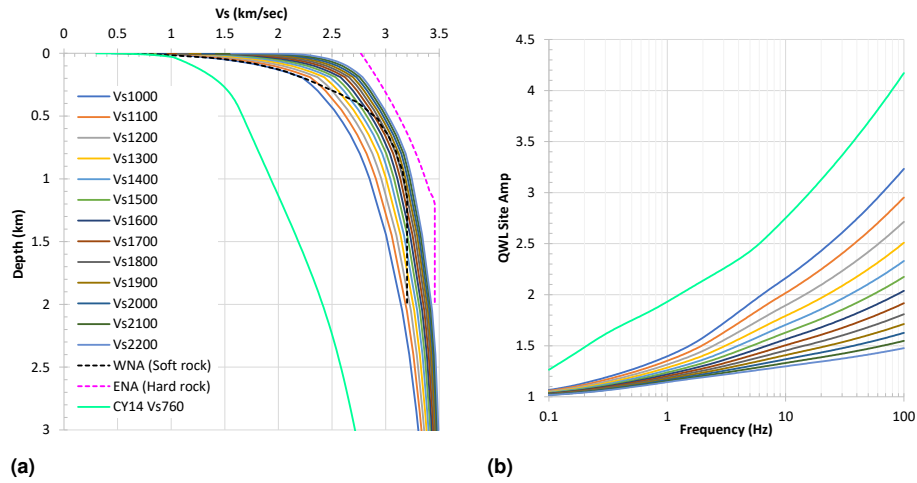 Vs (km/sec)
0 0.5 1 1.5 2 2.5 3 3.5
0
0.5
1
1.5
2
2.5
3
Depth (km)
Vs1000
Vs1100
Vs1200
Vs1300
Vs1400
Vs1500
Vs1600
Vs1700
Vs1800
Vs1900
Vs2000
Vs2100
Vs2200
WNA (Soft rock)
ENA (Hard rock)
CY14 Vs760
(a)
4.5
4
3.5
3
2.5
2
1.5
1
QWL Site Amp
0.1 1 10 100
Frequency (Hz)
(b)